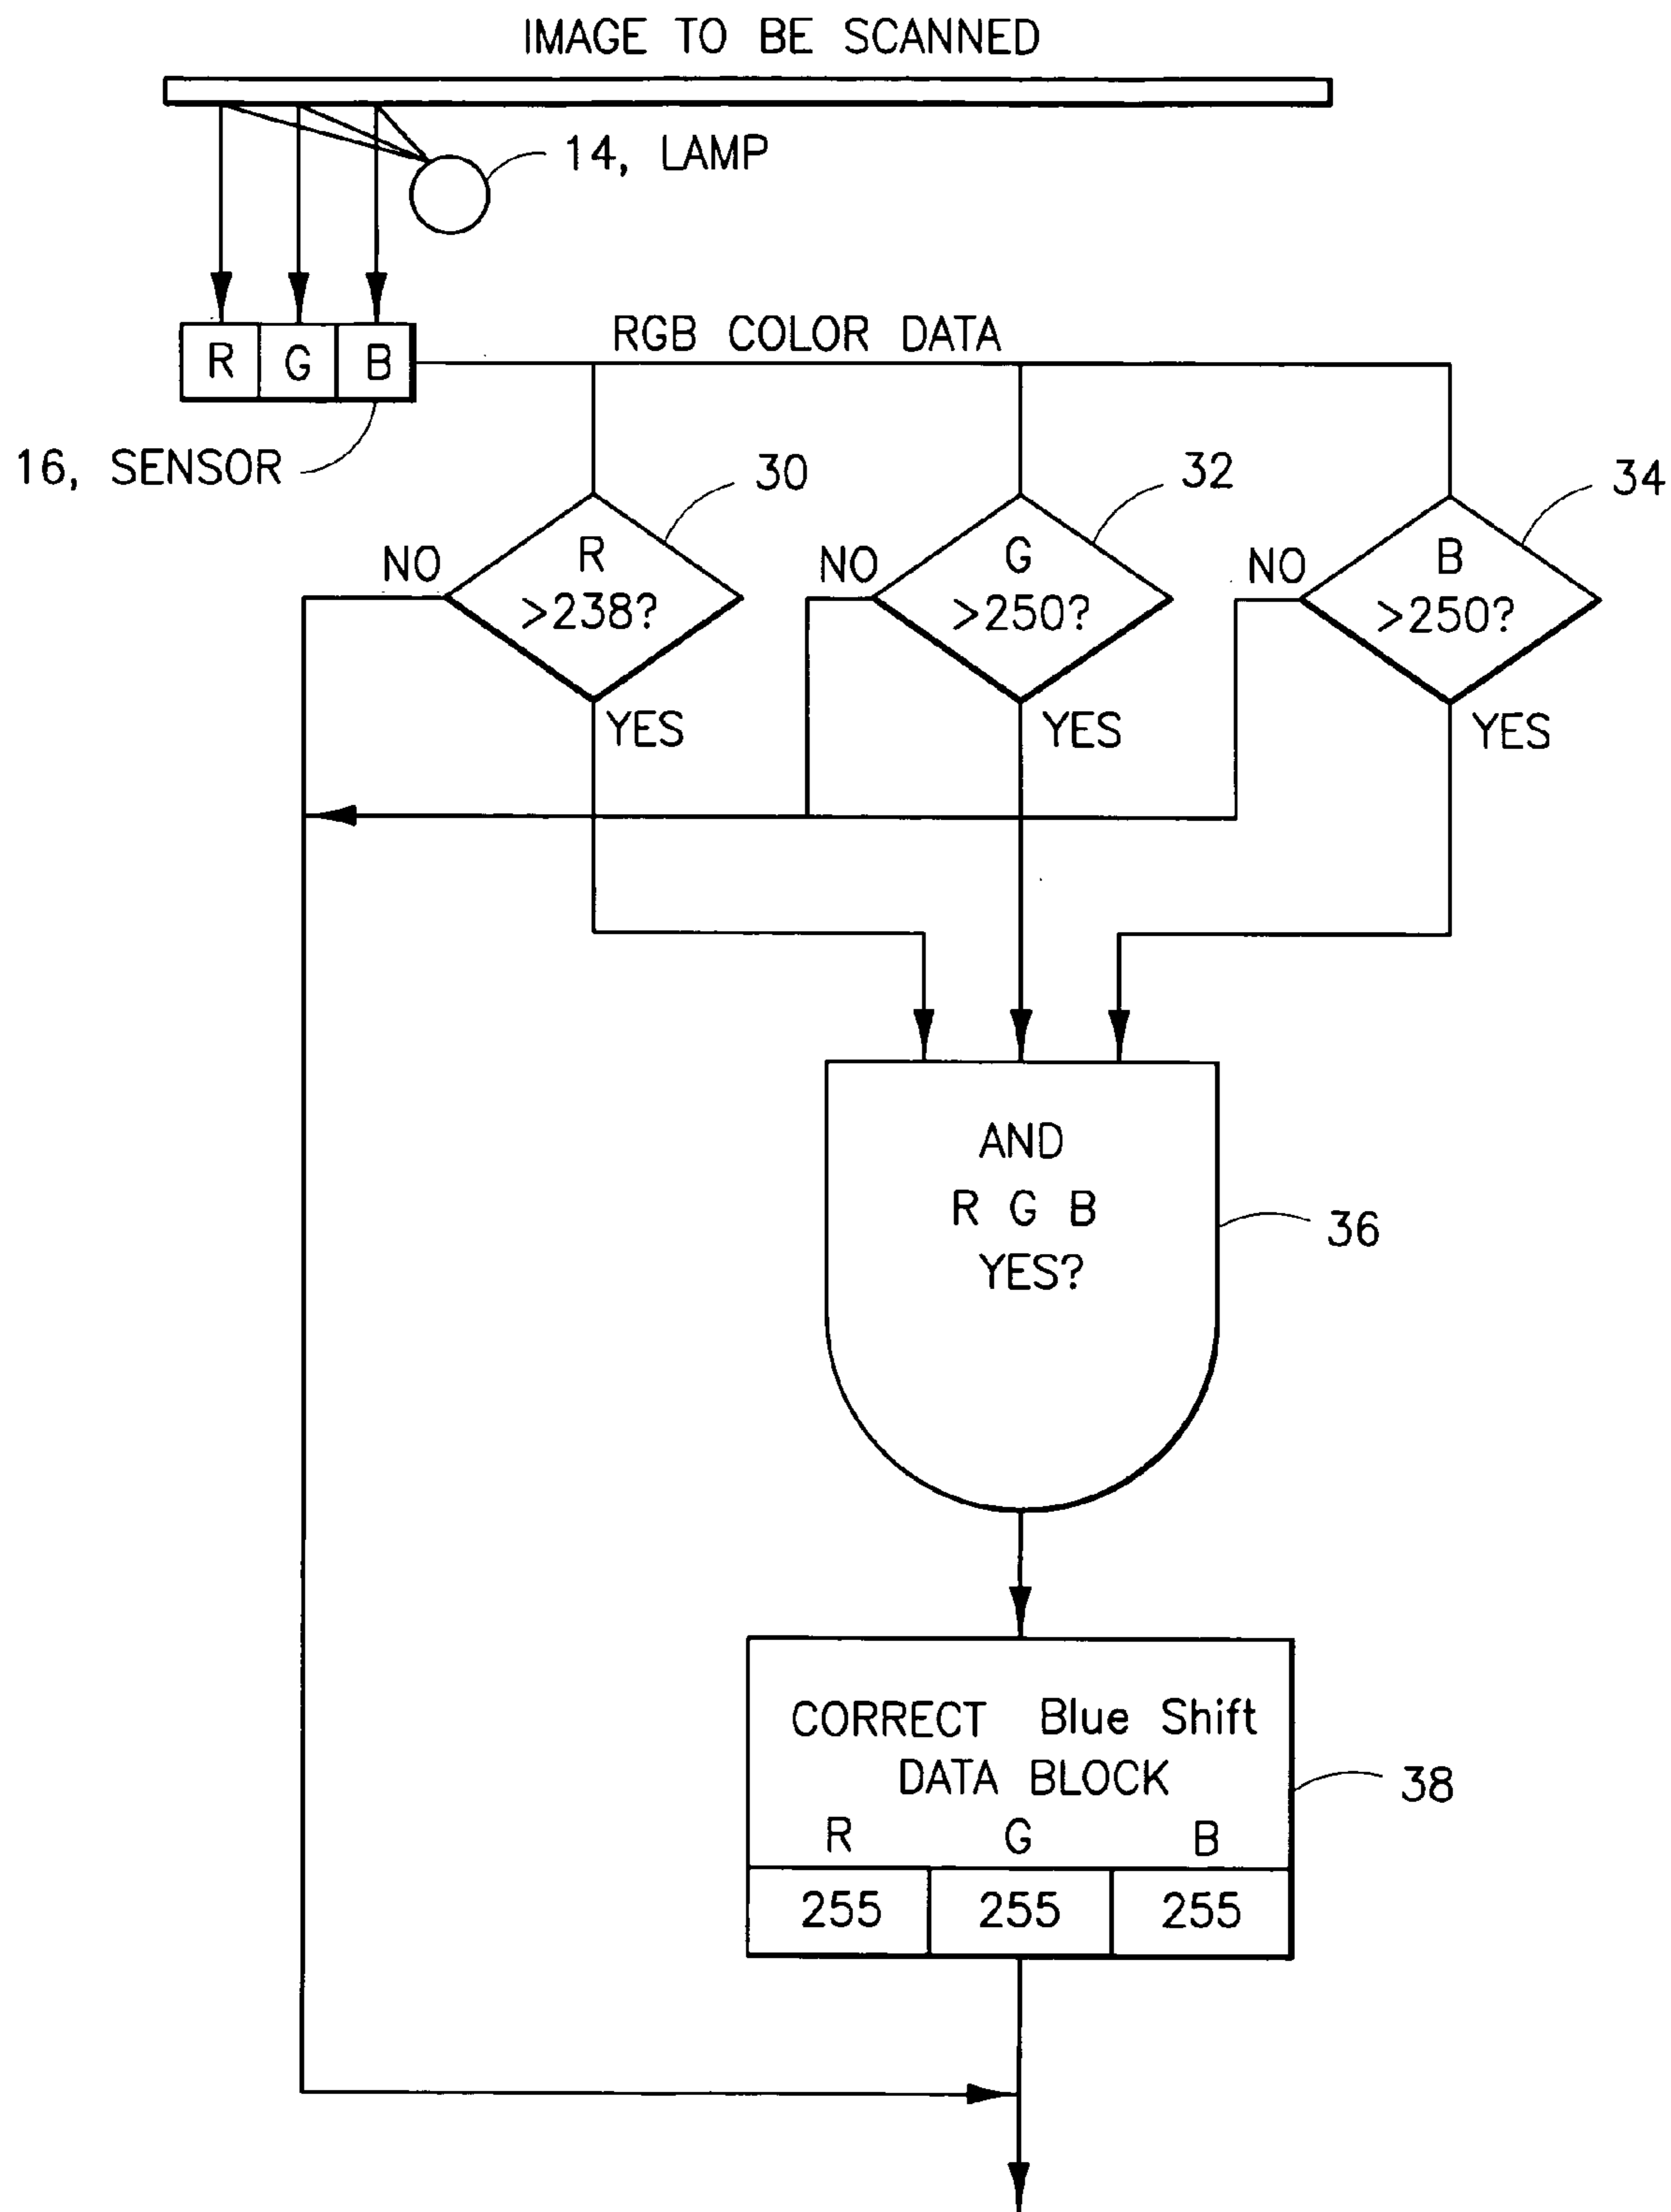 IMAGE TO BE SCANNED
14, LAMP
RGB COLOR DATA
R G B
16, SENSOR
30
32
34
NO
R
>238?
YES
NO
G
>250?
YES
NO
B
>250?
YES
AND
R G B
YES?
36
CORRECT Blue Shift
DATA BLOCK
R G B
255 255 255
38